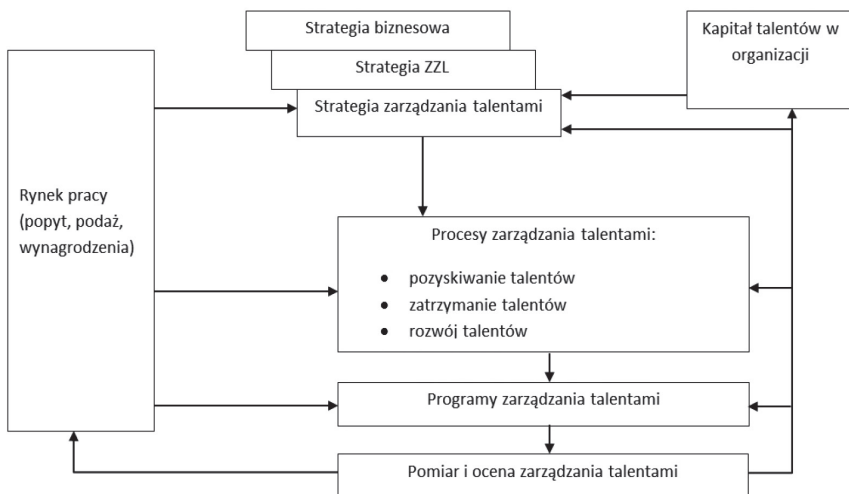 Strategia biznesowa
Strategia ZZL
Strategia zarządzania talentami
Kapitał talentów w
organizacji
Rynek pracy
(popyt, podaż,
wynagrodzenia)
Procesy zarządzania talentami:
• pozyskiwanie talentów
• zatrzymanie talentów
• rozwój talentów
Programy zarządzania talentami
Pomiar i ocena zarządzania talentami